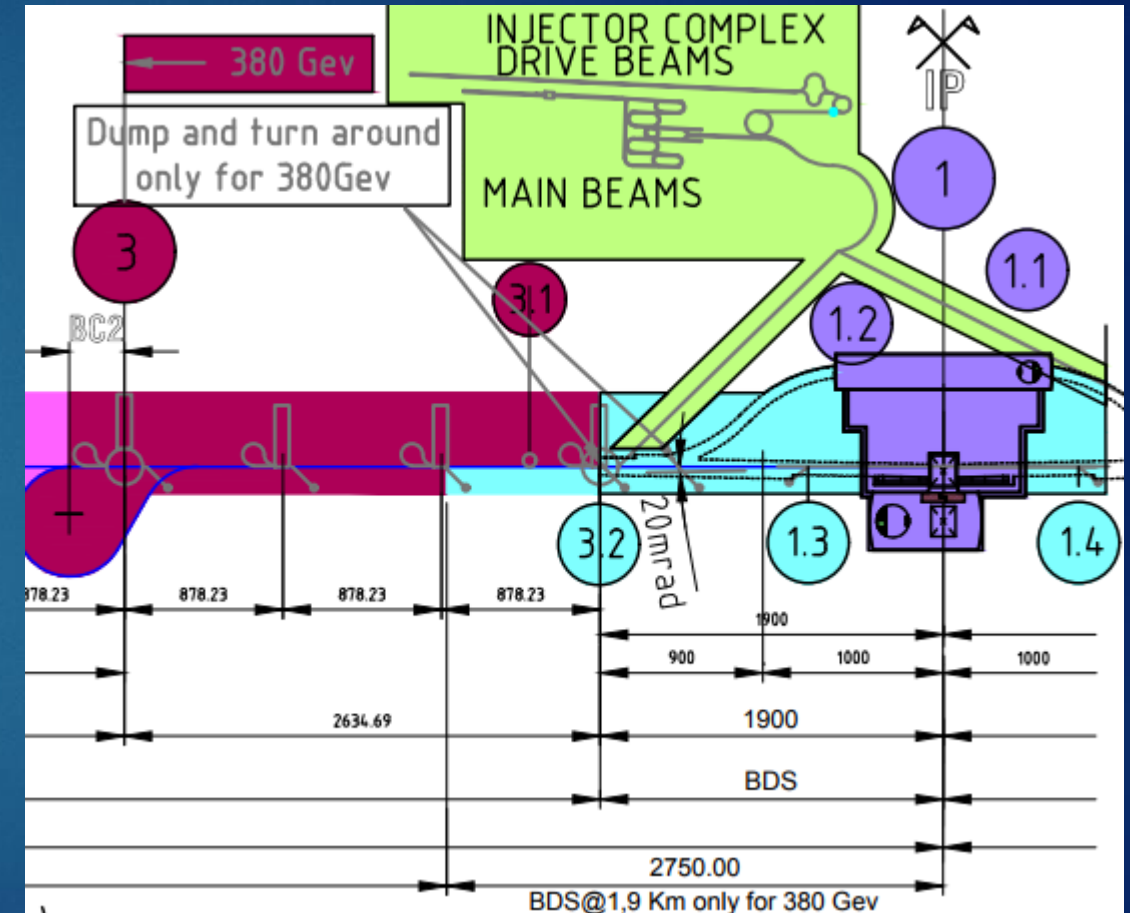 INJECTOR COMPLEX
DRIVE BEAMS
380 Gev
IP
Dump and turn around
only for 380Gev
MAIN BEAMS
1
3
1.1
3.1
1.2
BC2
20mrad
3.2
1.3
1.4
878.23
878.23
878.23
878.23
1900
900
1000
1000
2634.69
1900
BDS
2750.00
BDS@1,9 Km only for 380 Gev